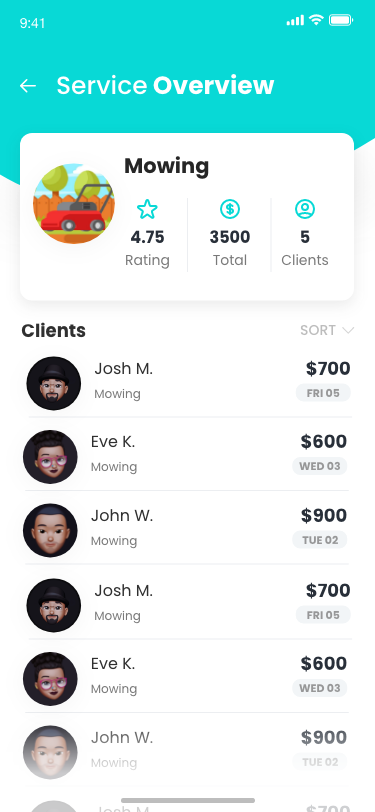 9:41
Service Overview
Mowing
4.75
3500
5
Rating
Total
Clients
Clients
SORT
Josh M.
$700
Mowing
FRI 05
Eve K.
$600
Mowing
WED 03
John W.
$900
Mowing
TUE 02
Josh M.
$700
Mowing
FRI 05
Eve K.
$600
Mowing
WED 03
John W.
$900
Mowing
TUE 02
Josh M.
$700